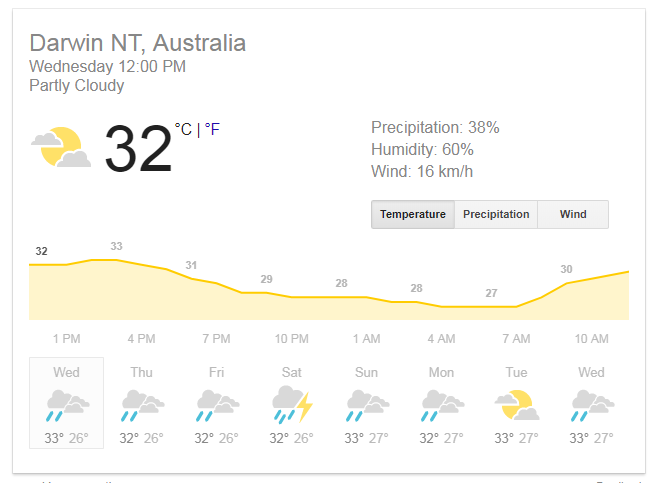 Darwin NT, Australia
Wednesday 12:00 PM
Partly Cloudy
32 °C | °F
Precipitation: 38%
Humidity: 60%
Wind: 16 km/h
Temperature Precipitation Wind
32 33 31 29 28 28 27 30
1 PM 4 PM 7 PM 10 PM 1 AM 4 AM 7 AM 10 AM
Wed Thu Fri Sat Sun Mon Tue Wed
33° 26° 32° 26° 32° 26° 32° 26° 33° 27° 32° 27° 33° 27° 33° 27°